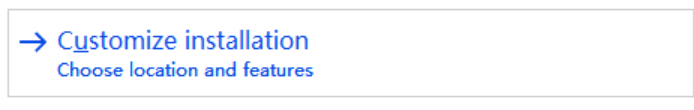 Customize installation
Choose location and features